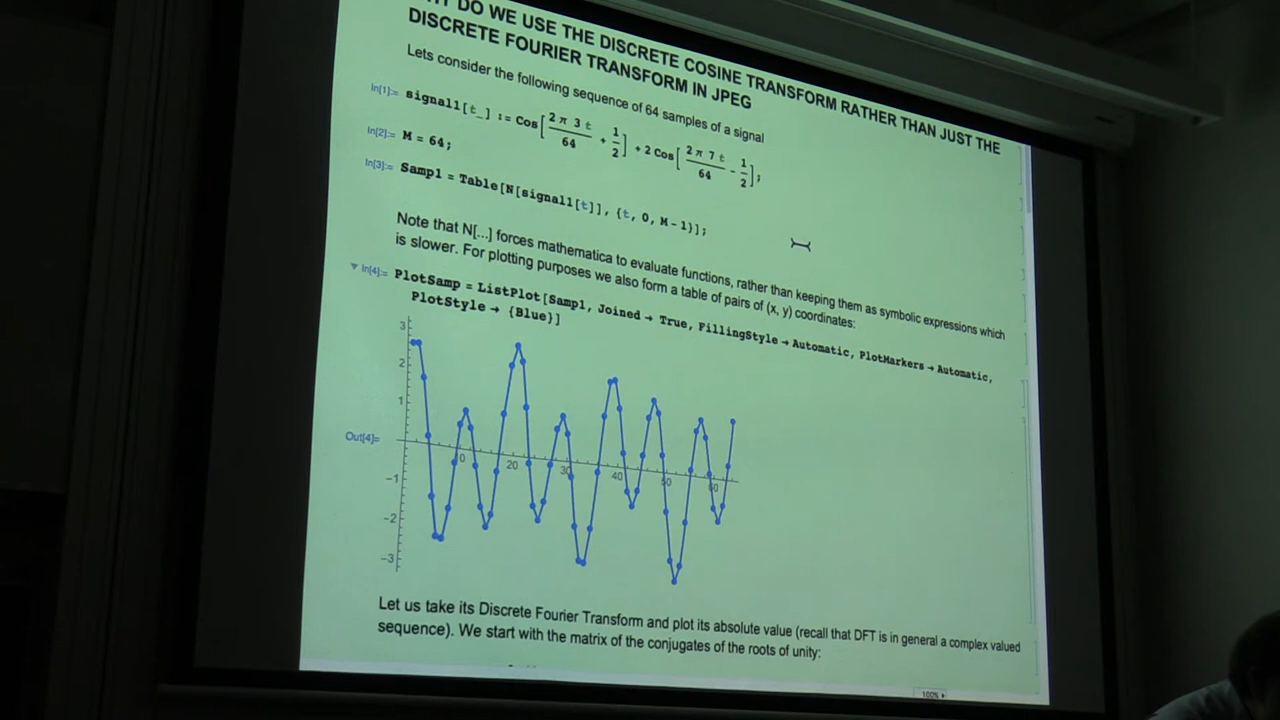 DO WE USE THE DISCRETE COSINE TRANSFORM RATHER THAN JUST THE
DISCRETE FOURIER TRANSFORM IN JPEG
Lets consider the following sequence of 64 samples of a signal
In[1]:= signal1[t_] := Cos[2 π 3 t / 64 + 1/2] + 2 Cos[2 π 7 t / 64 - 1/2];
In[2]:= M = 64;
In[3]:= Samp1 = Table[N[signal1[t]], {t, 0, M - 1}];
Note that N[...] forces mathematica to evaluate functions, rather than keeping them as symbolic expressions which
is slower. For plotting purposes we also form a table of pairs of (x, y) coordinates:
In[4]:= PlotSamp = ListPlot[Samp1, Joined → True, FillingStyle → Automatic, PlotMarkers → Automatic,
PlotStyle → {Blue}]
3
2
1
Out[4]=
0 20 30 40 50 60
-1
-2
-3
Let us take its Discrete Fourier Transform and plot its absolute value (recall that DFT is in general a complex valued
sequence). We start with the matrix of the conjugates of the roots of unity:
100%